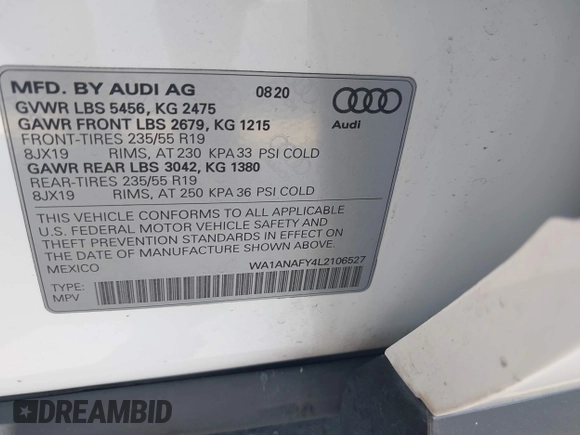 MFD. BY AUDI AG 08 20
GVWR LBS 5456, KG 2475
GAWR FRONT LBS 2679, KG 1215
FRONT-TIRES 235/55 R19
8JX19 RIMS, AT 230 KPA 33 PSI COLD
GAWR REAR LBS 3042, KG 1380
REAR-TIRES 235/55 R19
8JX19 RIMS, AT 250 KPA 36 PSI COLD
Audi
THIS VEHICLE CONFORMS TO ALL APPLICABLE
U.S. FEDERAL MOTOR VEHICLE SAFETY AND
THEFT PREVENTION STANDARDS IN EFFECT ON THE
DATE OF MANUFACTURE SHOWN ABOVE.
MEXICO WA1ANAFY4L2106527
TYPE:
MPV
DREAMBID